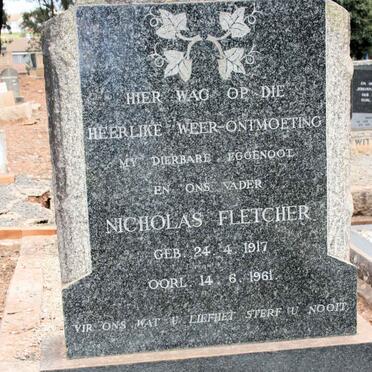 HIER WAG OP DIE
HEERLIKE WEER-ONTMOETING
MY DIERBARE EGGENOOT
EN ONS VADER
NICHOLAS FLETCHER
GEB. 24. 4. 1917
OORL. 14. 6. 1961.
VIR ONS WAT U LIEFHET STERF U NOOIT.